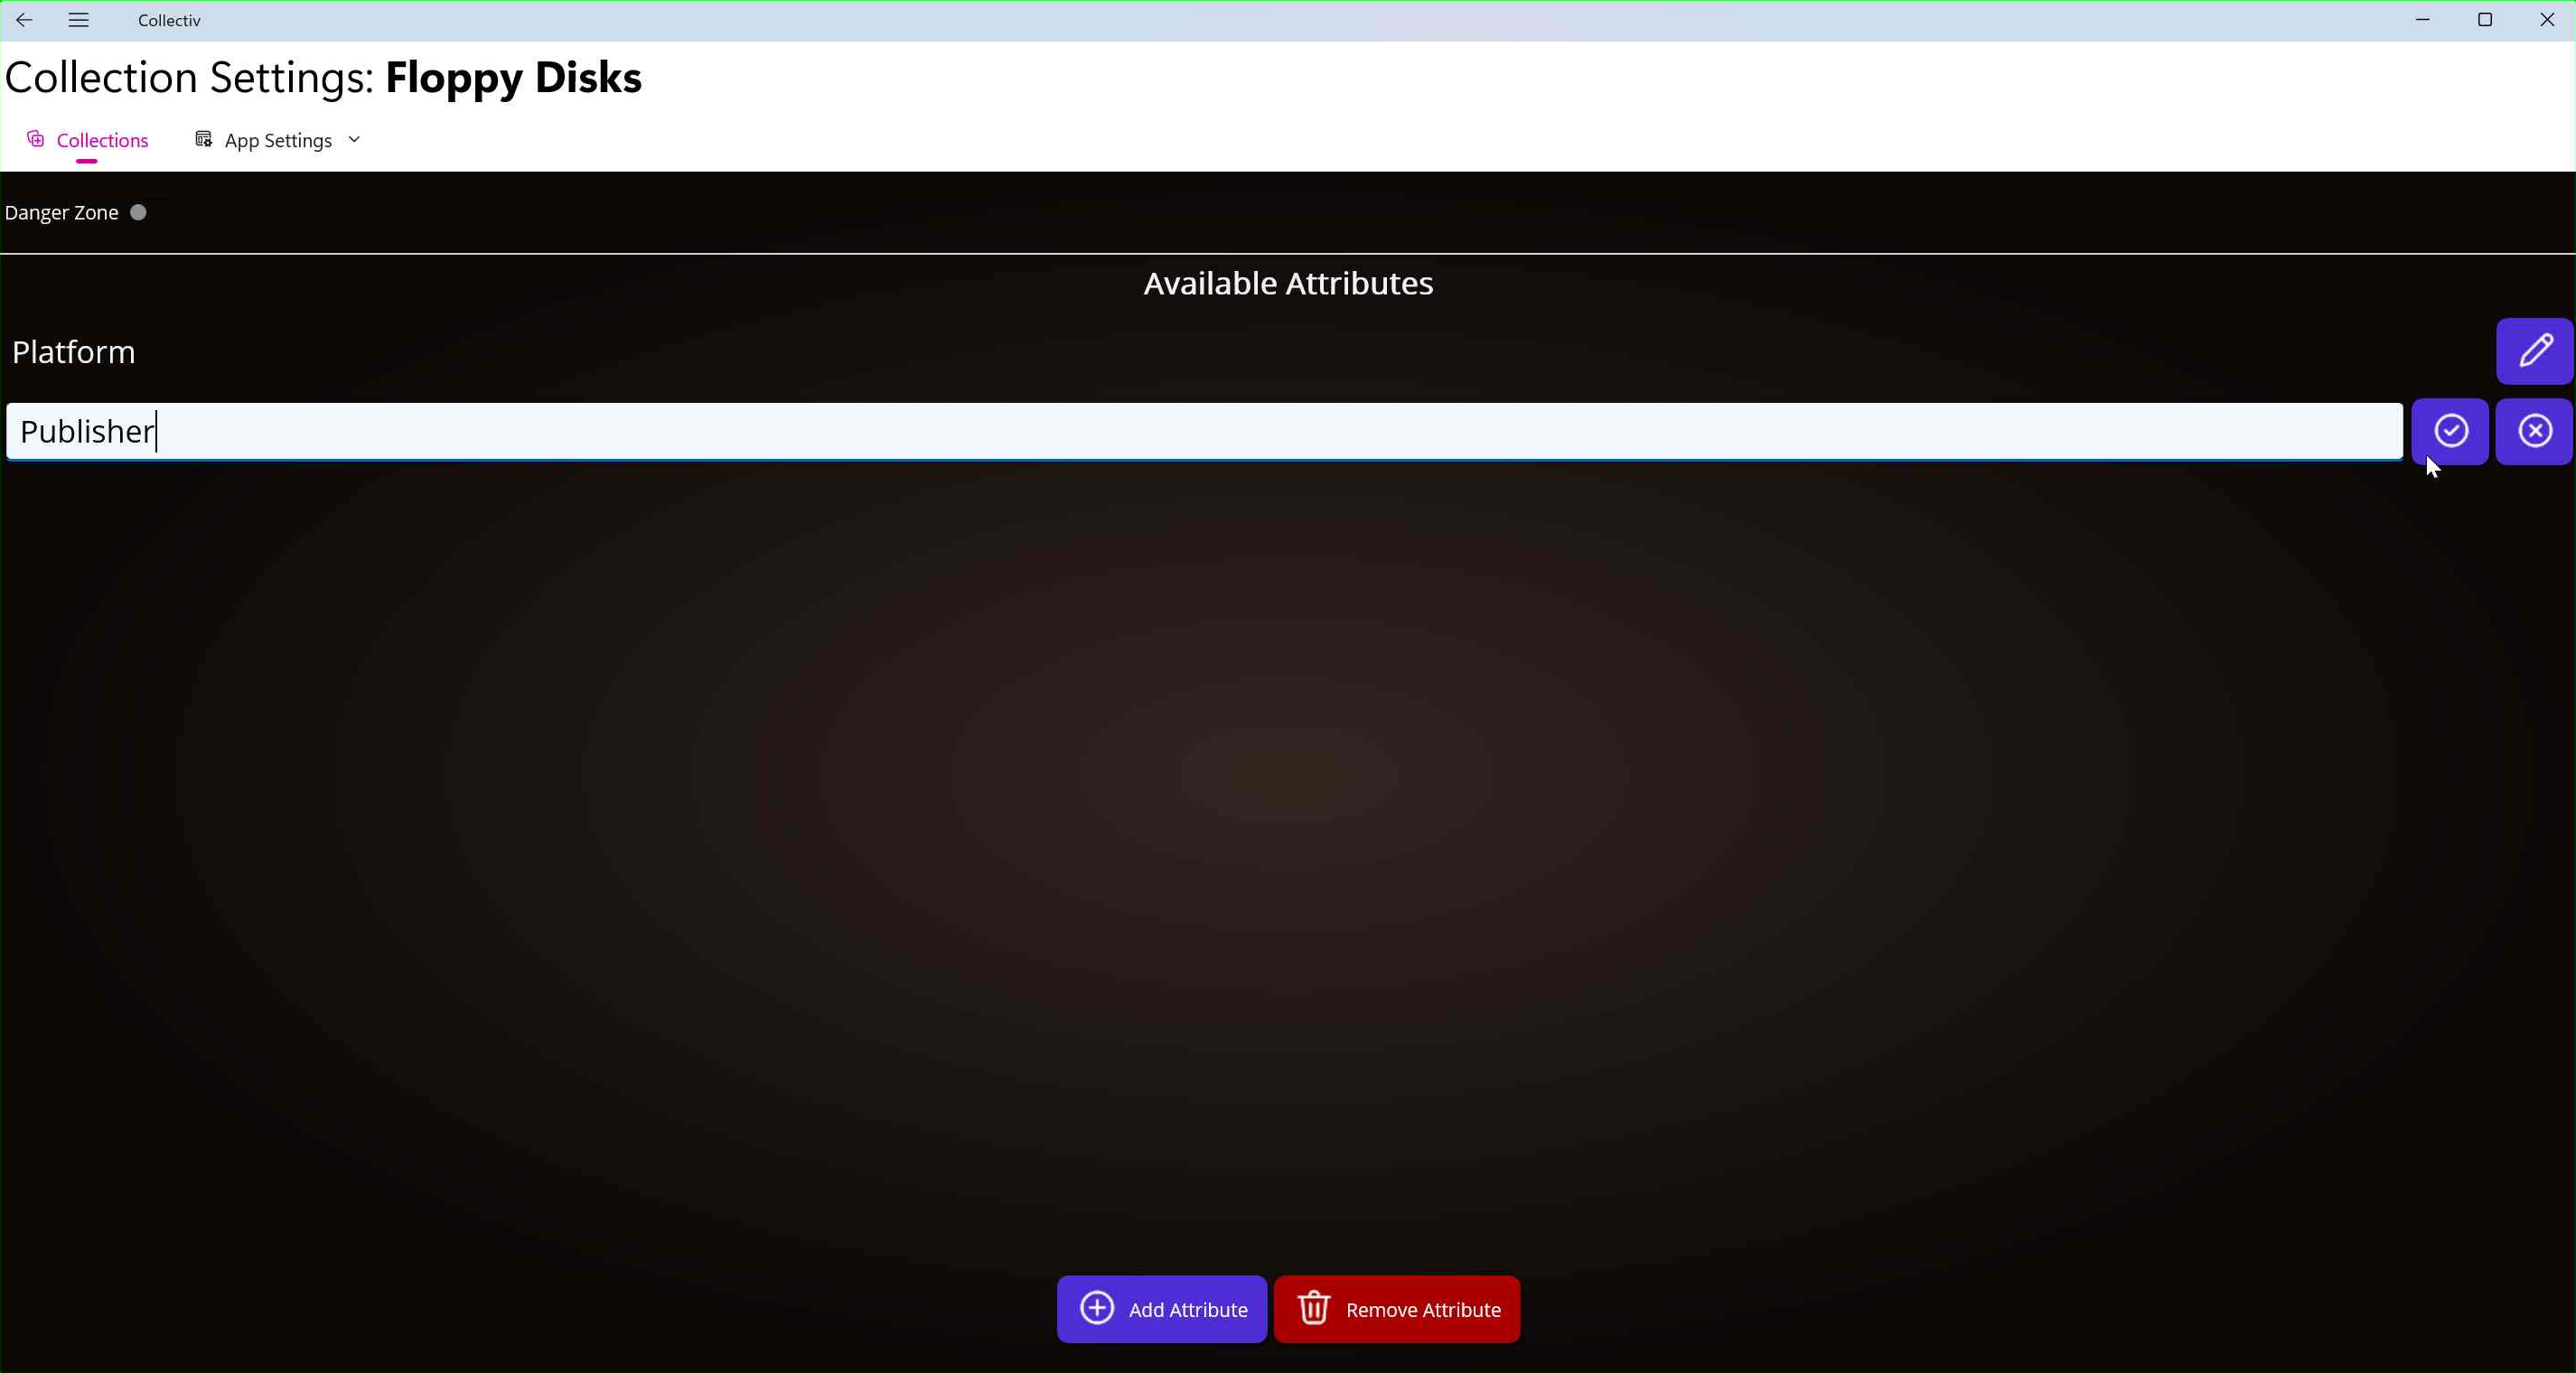 Collectiv
Collection Settings: Floppy Disks
Collections
App Settings
Danger Zone
Available Attributes
Platform
Publisher
Add Attribute
Remove Attribute